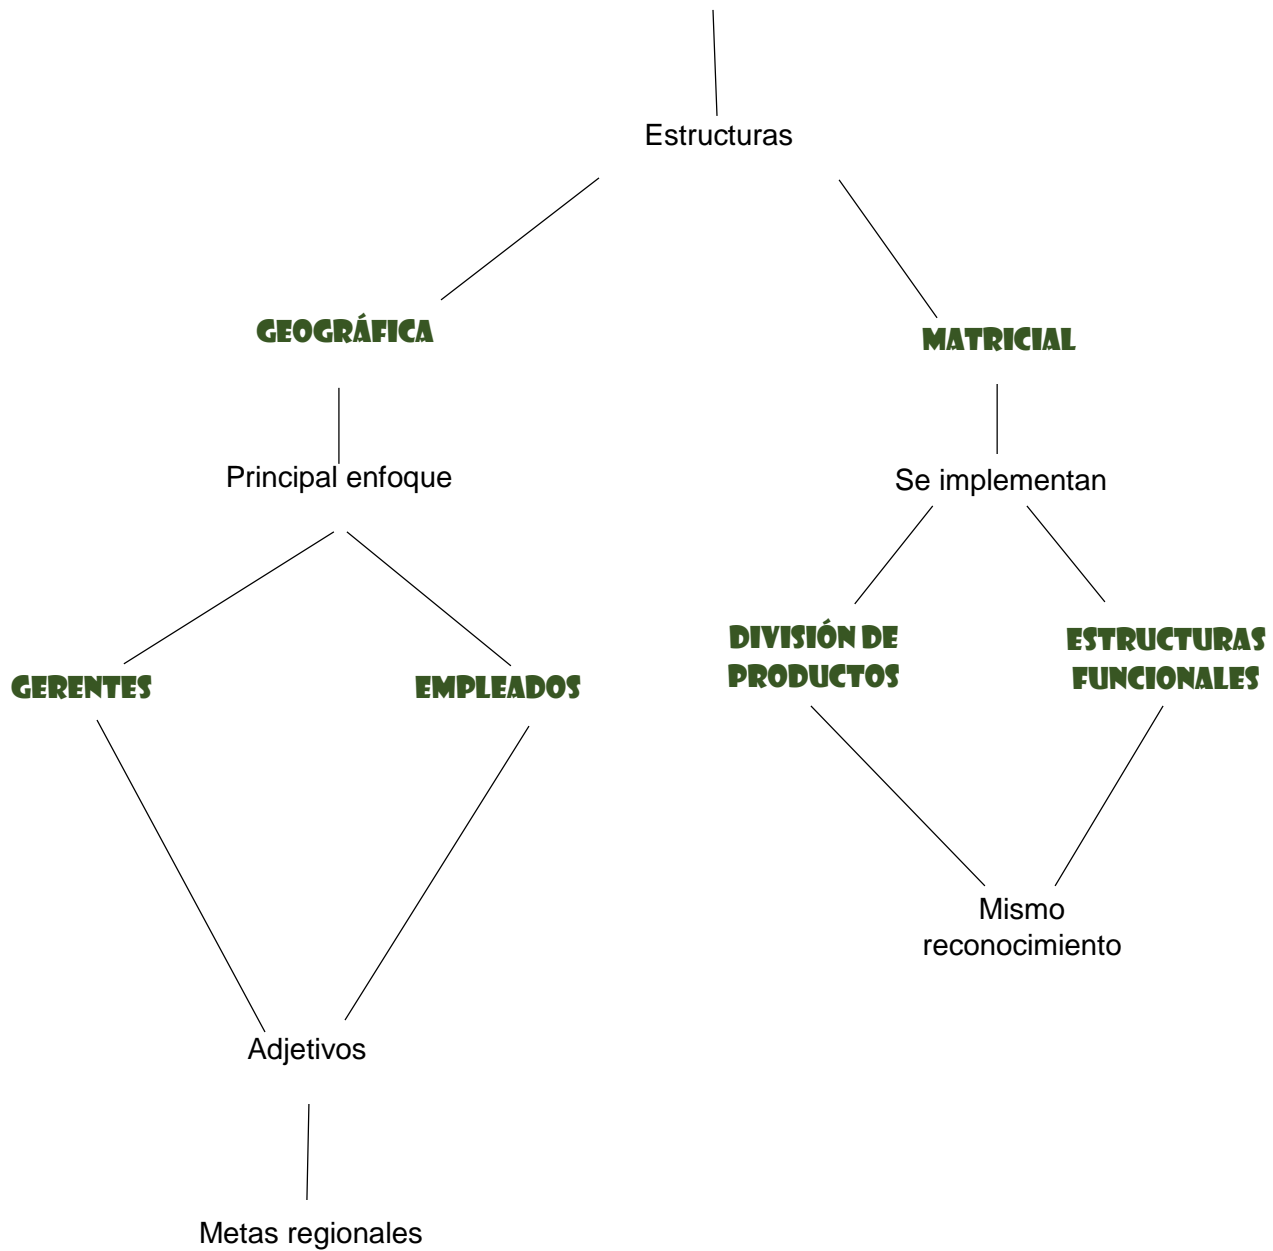 Estructuras
GEOGRÁFICA
MATRICIAL
Principal enfoque
Se implementan
GERENTES
EMPLEADOS
DIVISIÓN DE
PRODUCTOS
ESTRUCTURAS
FUNCIONALES
Mismo
reconocimiento
Adjetivos
Metas regionales